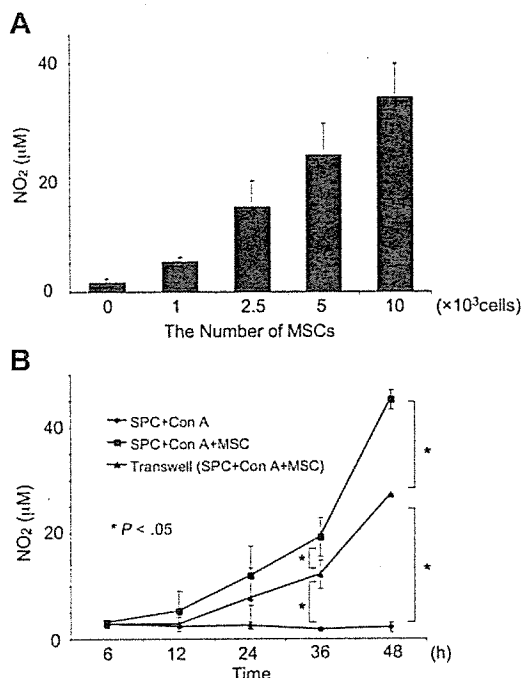 A
40
20
0
NO₂ (μM)
0 1 2.5 5 10 (×10³cells)
The Number of MSCs
B
SPC+Con A
SPC+Con A+MSC
Transwell (SPC+Con A+MSC)
* P < .05
40
20
0
NO₂ (μM)
*
*
*
*
6 12 24 36 48 (h)
Time